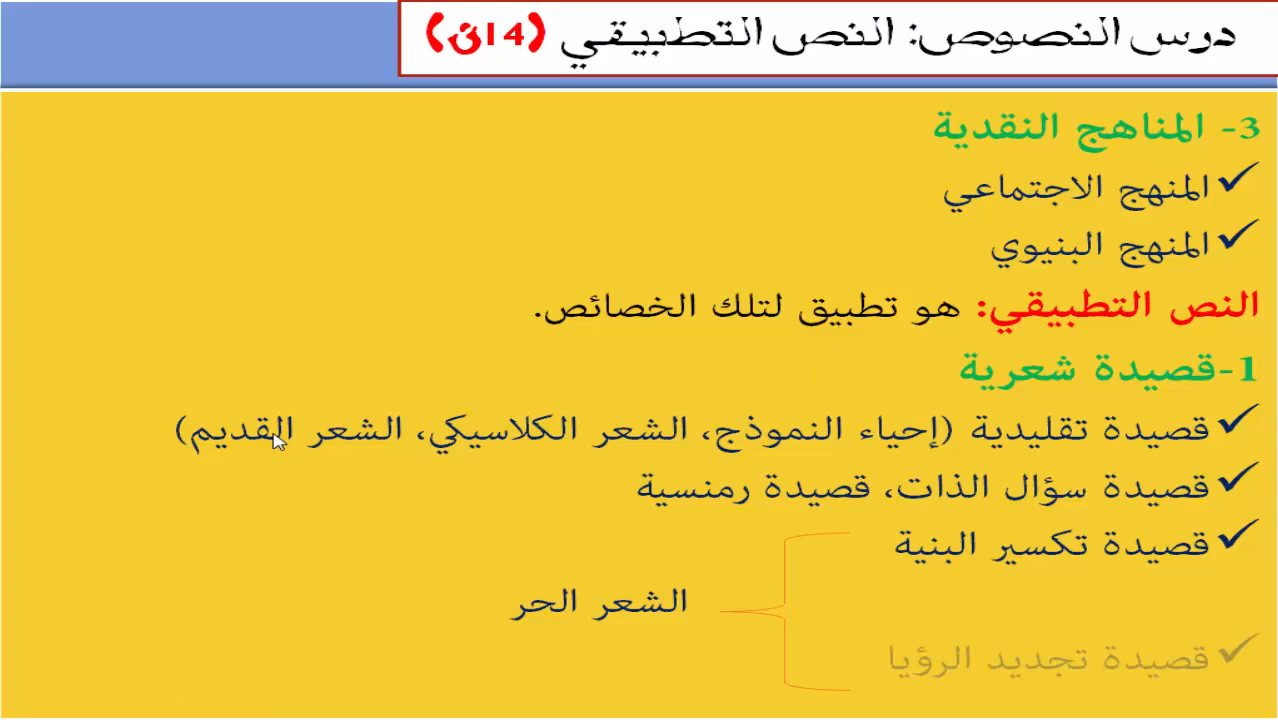 درس النصوص: النص التطبيقي (14ن)
3- المناهج النقدية
المنهج الاجتماعي
المنهج البنيوي
النص التطبيقي: هو تطبيق لتلك الخصائص.
1-قصيدة شعرية
قصيدة تقليدية (إحياء النموذج، الشعر الكلاسيكي، الشعر القديم)
قصيدة سؤال الذات، قصيدة رمنسية
قصيدة تكسير البنية
الشعر الحر
قصيدة تجديد الرؤيا